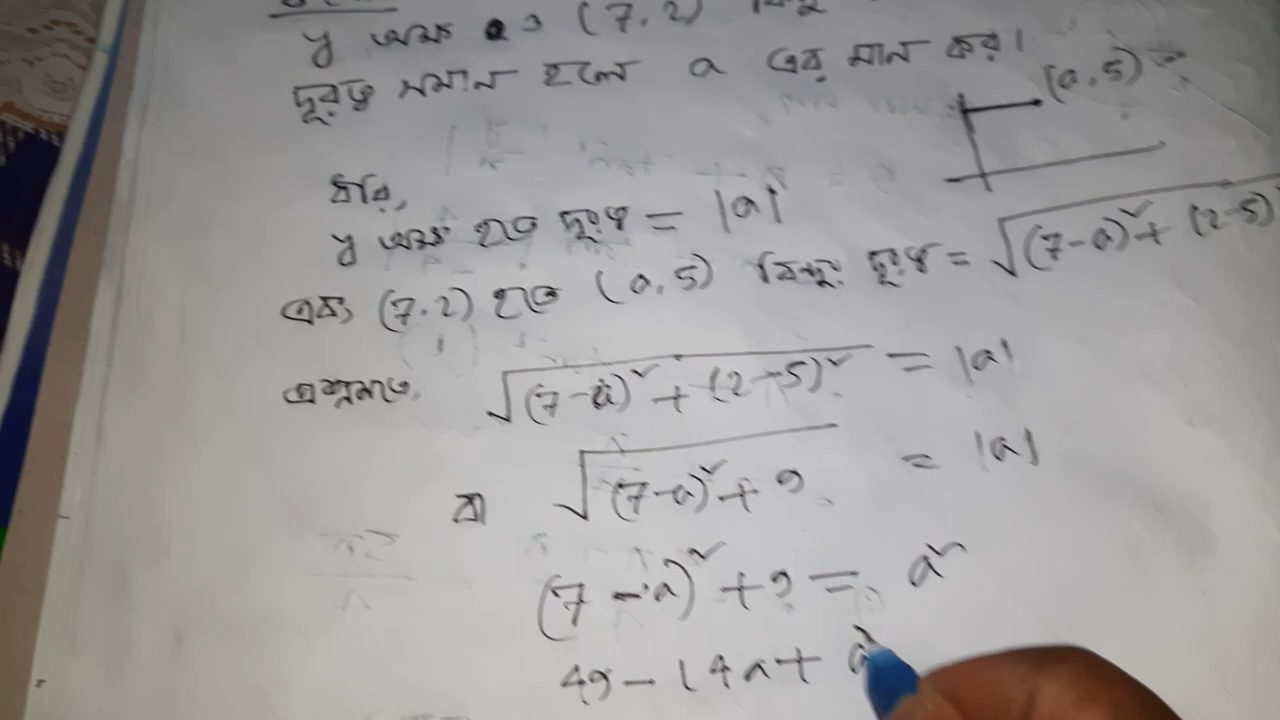 y অক্ষ ও (7.2) বিন্দু
দূরত্ব সমান হলে a এর মান কর।
(a,5)
ধরি,
y অক্ষ হতে দূঃত্ব = |a|
এবং (7.2) হতে (a,5) বিন্দুঃ দূঃত্ব = √(7-a)² + (2-5)²
প্রশ্নমতে, √(7-a)² + (2-5)² = |a|
বা √(7-a)² + 9 = |a|
(7-a)² + 9 = a²
49 - 14a + a²